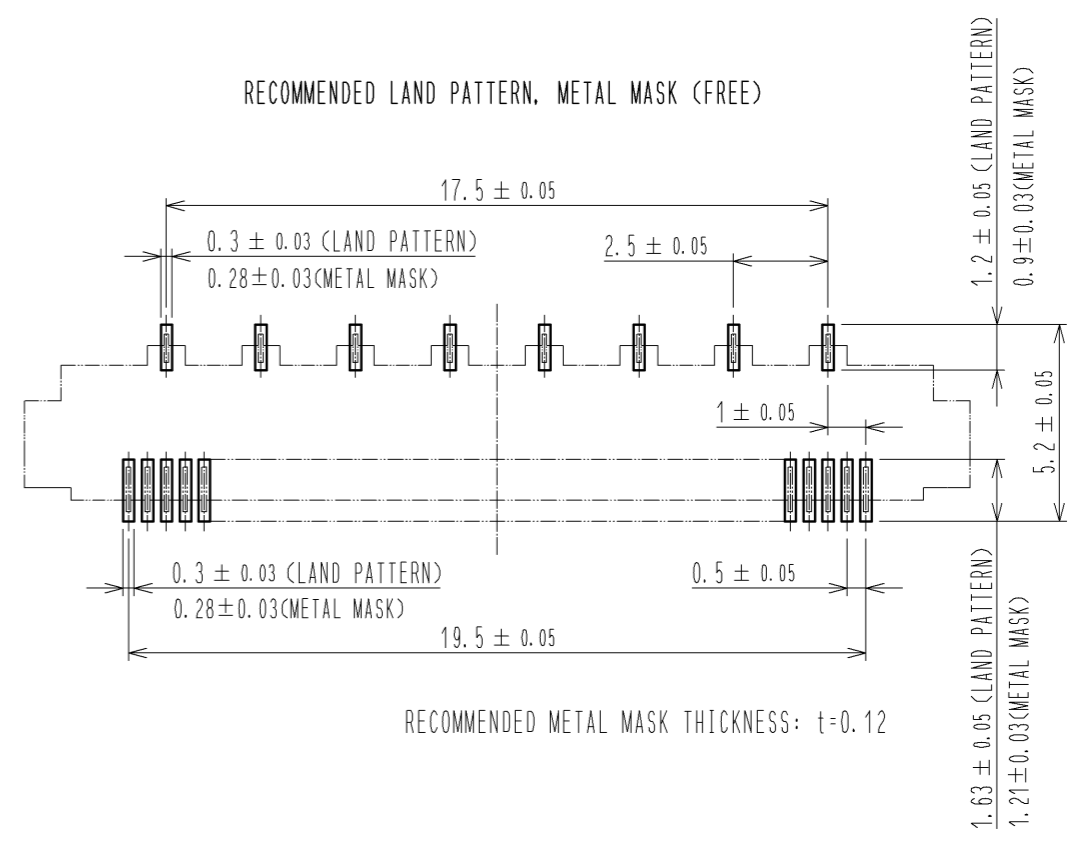 RECOMMENDED LAND PATTERN, METAL MASK (FREE)
1.2 ± 0.05 (LAND PATTERN)
0.9±0.03(METAL MASK)
17.5 ± 0.05
0.3 ± 0.03 (LAND PATTERN)
0.28±0.03(METAL MASK)
2.5 ± 0.05
1 ± 0.05
5.2 ± 0.05
0.3 ± 0.03 (LAND PATTERN)
0.28±0.03(METAL MASK)
0.5 ± 0.05
19.5 ± 0.05
1.63 ± 0.05 (LAND PATTERN)
1.21±0.03(METAL MASK)
RECOMMENDED METAL MASK THICKNESS: t=0.12